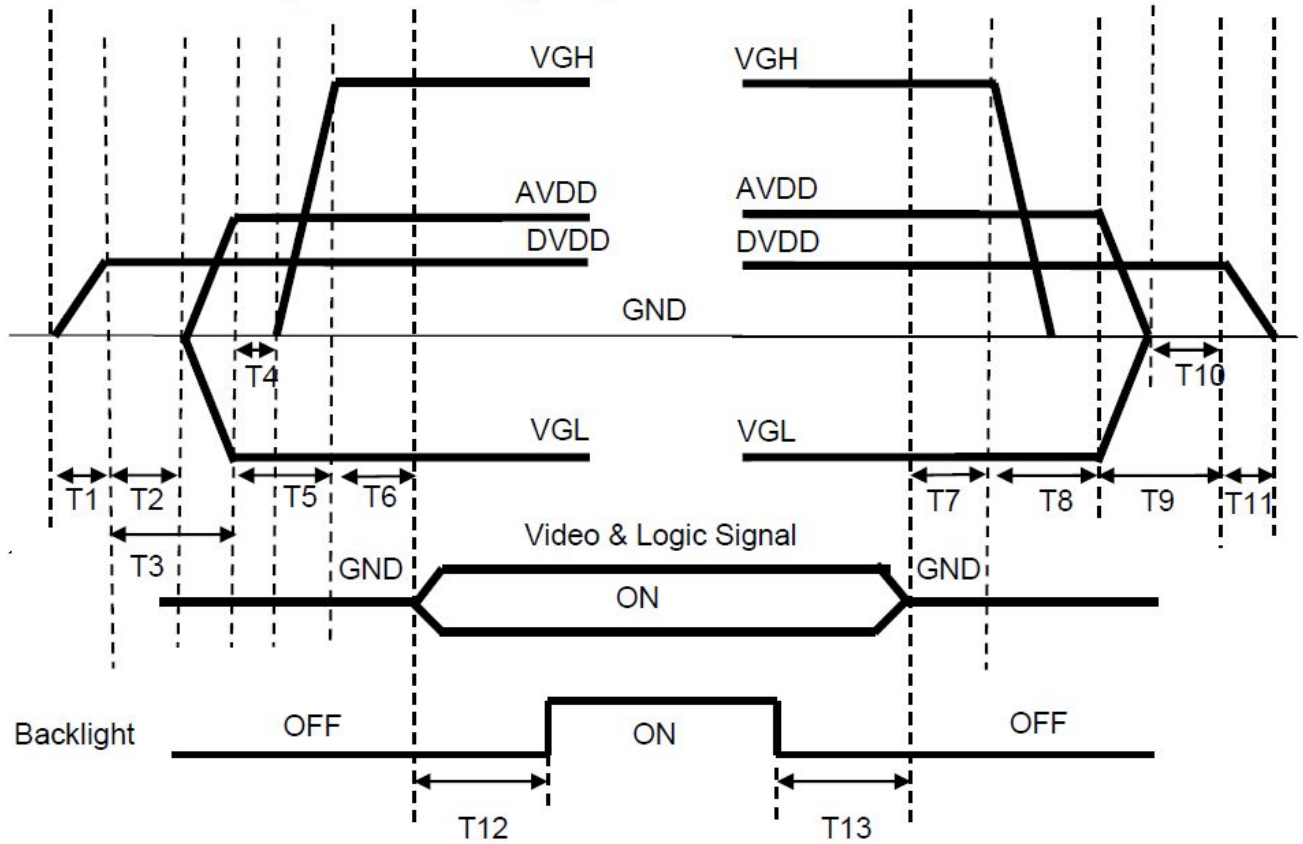 VGH VGH
AVDD AVDD
DVDD DVDD
GND
T4 T10
VGL VGL
T1 T2 T5 T6 T7 T8 T9 T11
T3
Video & Logic Signal
GND GND
ON
Backlight OFF ON OFF
T12 T13